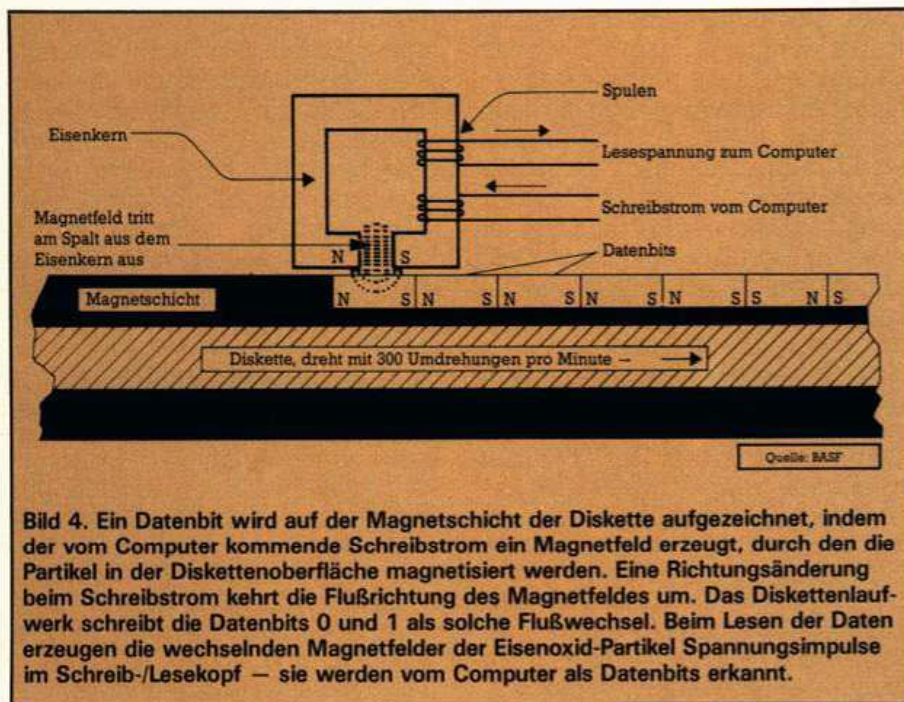 Spulen
Eisenkern
Lesespannung zum Computer
Magnetfeld tritt
am Spalt aus dem
Eisenkern aus
Schreibstrom vom Computer
N S
Datenbits
Magnetschicht
N S N S N S N S N S S N S
Diskette, dreht mit 300 Umdrehungen pro Minute —
Quelle: BASF
Bild 4. Ein Datenbit wird auf der Magnetschicht der Diskette aufgezeichnet, indem
der vom Computer kommende Schreibstrom ein Magnetfeld erzeugt, durch den die
Partikel in der Diskettenoberfläche magnetisiert werden. Eine Richtungsänderung
beim Schreibstrom kehrt die Flußrichtung des Magnetfeldes um. Das Diskettenlauf-
werk schreibt die Datenbits 0 und 1 als solche Flußwechsel. Beim Lesen der Daten
erzeugen die wechselnden Magnetfelder der Eisenoxid-Partikel Spannungsimpulse
im Schreib-/Lesekopf — sie werden vom Computer als Datenbits erkannt.